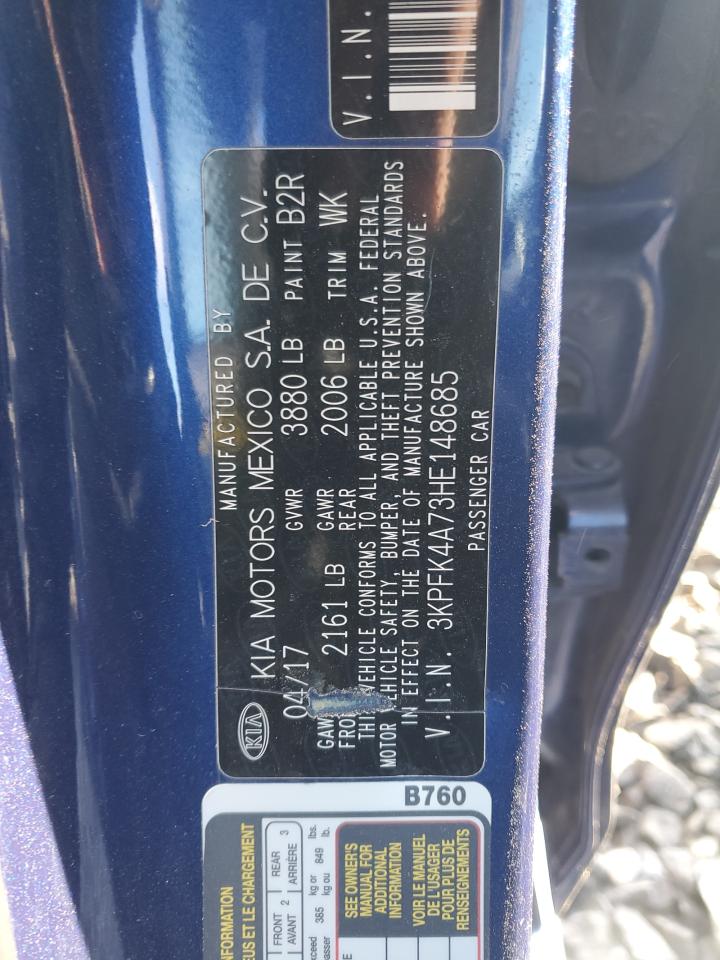 V.I.N.
MANUFACTURED BY
KIA KIA MOTORS MEXICO S.A. DE C.V.
04/17 GVWR 3880 LB PAINT B2R
GAWR 2161 LB GAWR 2006 LB TRIM WK
REAR
THIS VEHICLE CONFORMS TO ALL APPLICABLE U.S.A. FEDERAL
MOTOR VEHICLE SAFETY, BUMPER, AND THEFT PREVENTION STANDARDS
IN EFFECT ON THE DATE OF MANUFACTURE SHOWN ABOVE.
V.I.N. 3KPFK4A73HE148685
PASSENGER CAR
B760
FRONT 2 REAR 3
AVANT 2 ARRIÈRE 3
385 kg or 849 lbs.
kg ou lb.
SEE OWNER'S
MANUAL FOR
ADDITIONAL
INFORMATION
VOIR LE MANUEL
DE L'USAGER
POUR PLUS DE
RENSEIGNEMENTS